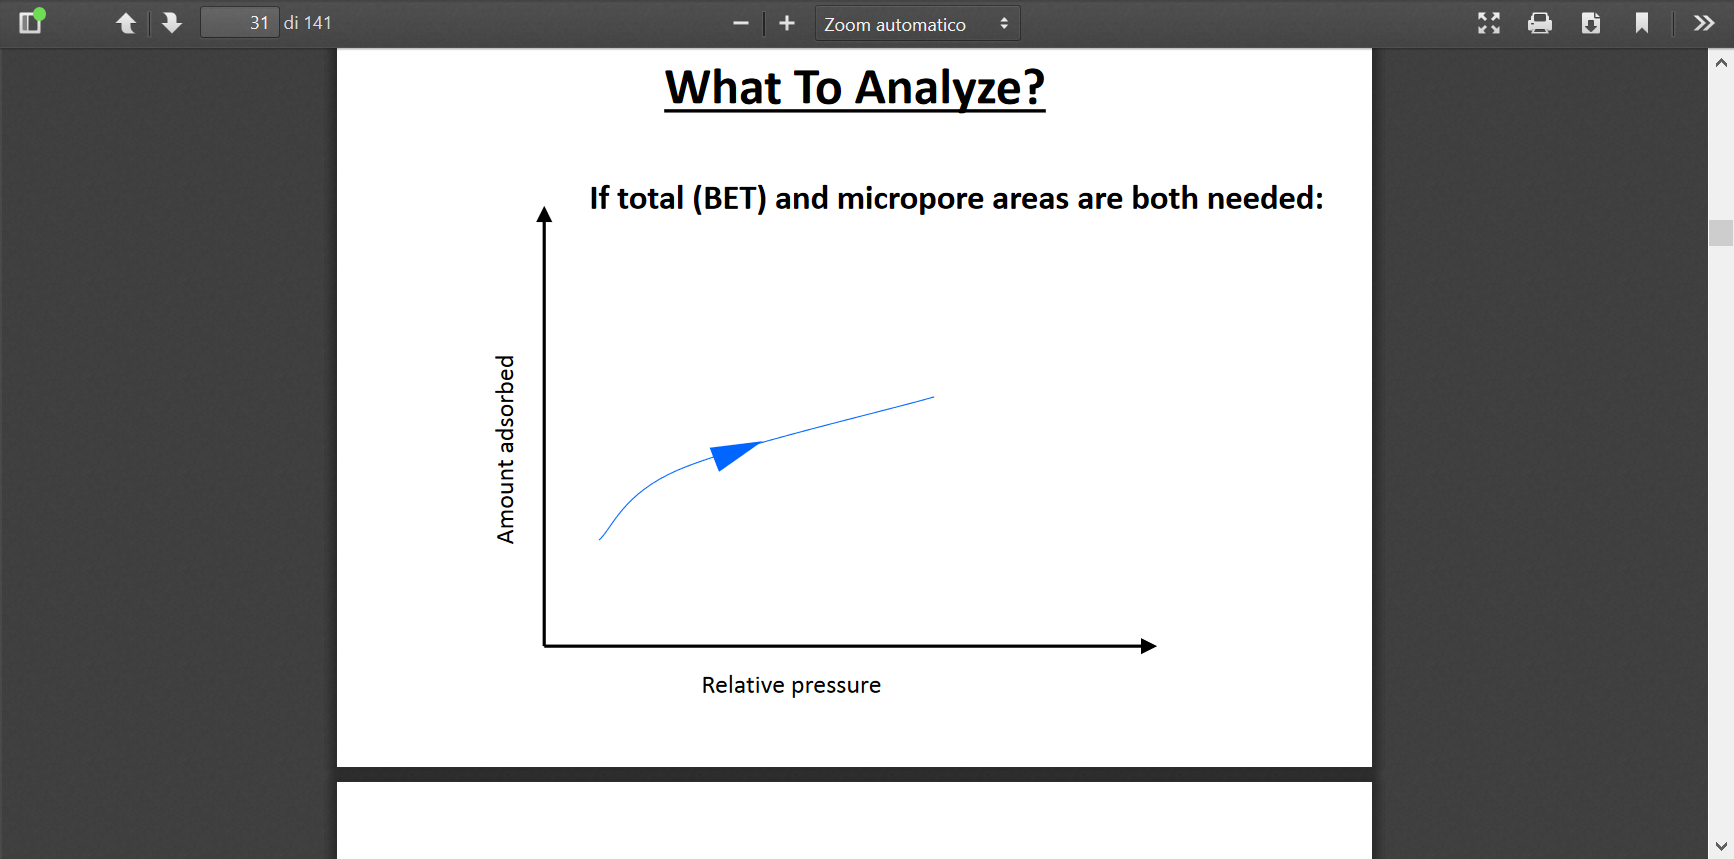 31 di 141
Zoom automatico
What To Analyze?
If total (BET) and micropore areas are both needed:
Amount adsorbed
Relative pressure